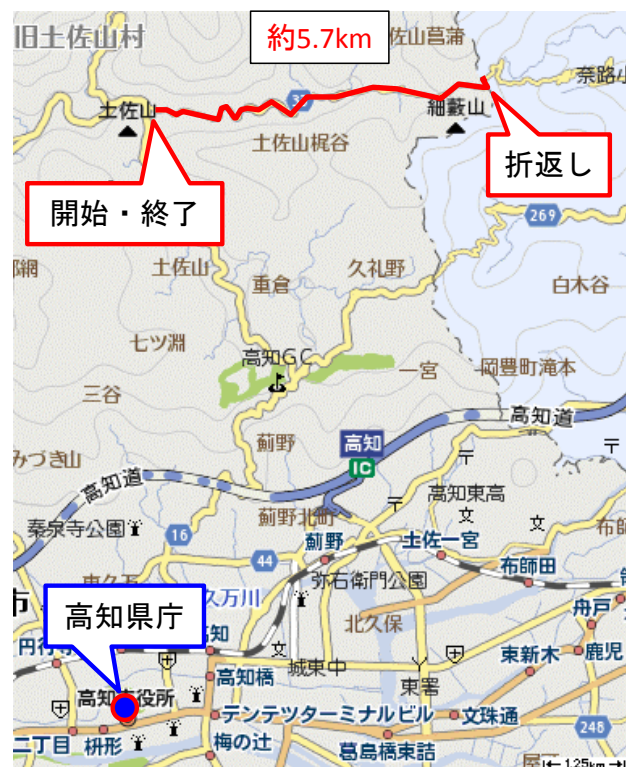 旧土佐山村
約5.7km
佐山菖蒲
奈路小
土佐山
細藪山
土佐山梶谷
折返し
開始・終了
269
土佐山
久礼野
重倉
白木谷
七ツ淵
高知GC
一宮
岡豊町滝本
三谷
薊野
高知
IC
高知道
みづき山
高知道
高知東高
秦泉寺公園
16
薊野北町
薊野
土佐一宮
布師田
44
弥右衛門公園
市
久万川
高知県庁
北久保
舟戸
円行
知
城東中
東新木
鹿児
高知橋
東署
高知市役所
テンテツターミナルビル
文珠通
248
二丁目
枡形
梅の辻
葛島橋東詰
1.25km